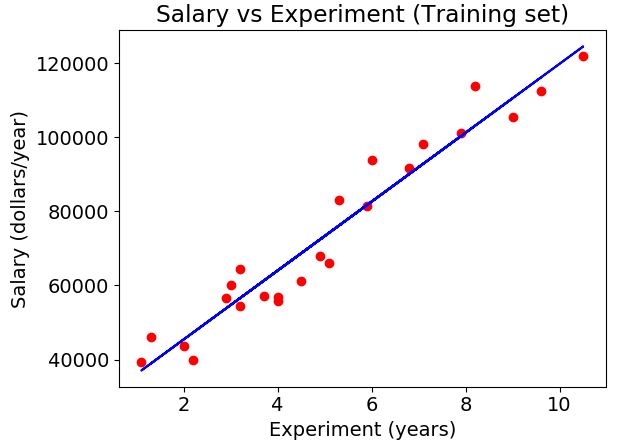 Salary vs Experiment (Training set)
120000
100000
80000
60000
40000
Salary (dollars/year)
2 4 6 8 10
Experiment (years)